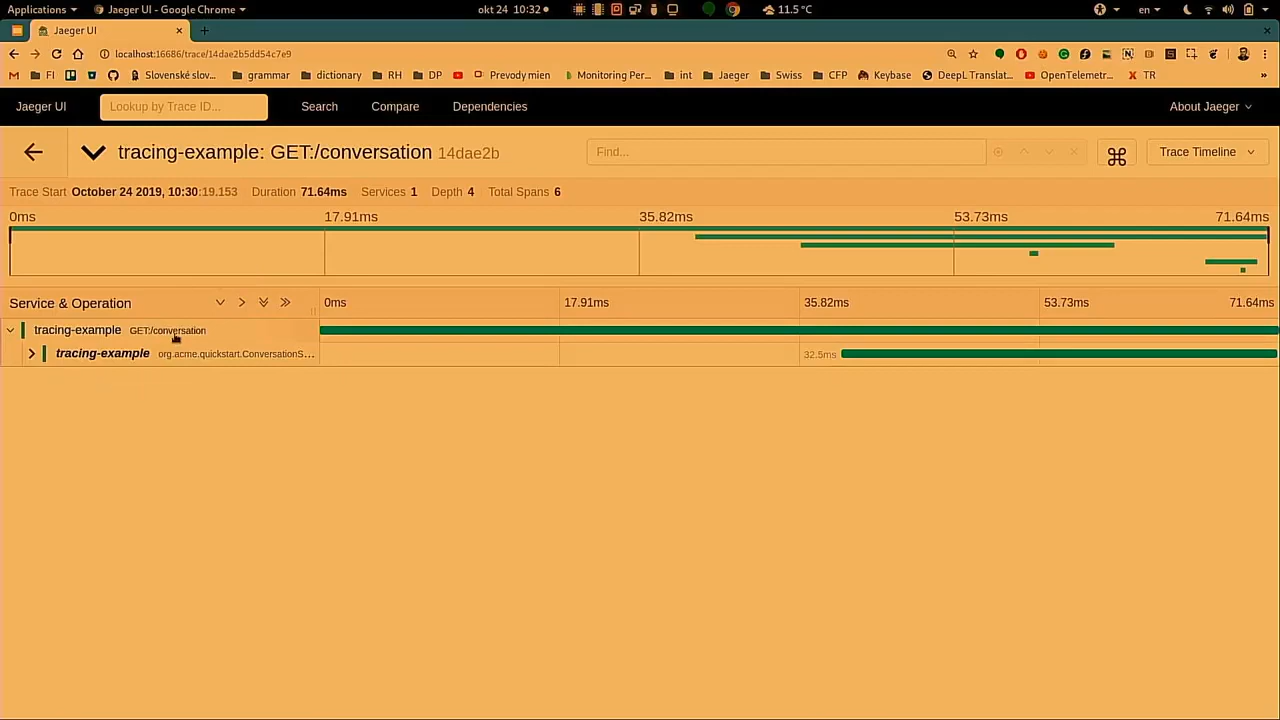 Applications Jaeger UI - Google Chrome okt 24 10:32 11.5 °C en
Jaeger UI
localhost:16686/trace/14dae2b5dd54c7e9
FI Slovenské slov... grammar dictionary RH DP Prevody mien Monitoring Per... int Jaeger Swiss CFP Keybase DeepL Translat... OpenTelemetr... TR »
Jaeger UI Lookup by Trace ID... Search Compare Dependencies About Jaeger
tracing-example: GET:/conversation 14dae2b Find... ⌘ Trace Timeline
Trace Start October 24 2019, 10:30:19.153 Duration 71.64ms Services 1 Depth 4 Total Spans 6
0ms 17.91ms 35.82ms 53.73ms 71.64ms
Service & Operation 0ms 17.91ms 35.82ms 53.73ms 71.64ms
tracing-example GET:/conversation
tracing-example org.acme.quickstart.ConversationS... 32.5ms